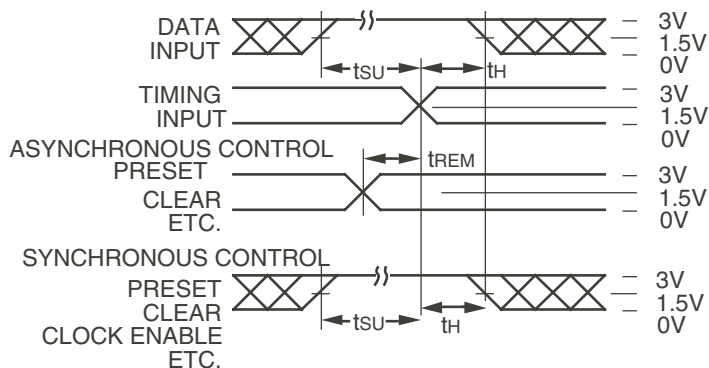 DATA
INPUT
3V
1.5V
0V
tSU
tH
TIMING
INPUT
3V
1.5V
0V
ASYNCHRONOUS CONTROL
PRESET
CLEAR
ETC.
tREM
3V
1.5V
0V
SYNCHRONOUS CONTROL
PRESET
CLEAR
CLOCK ENABLE
ETC.
3V
1.5V
0V
tSU
tH